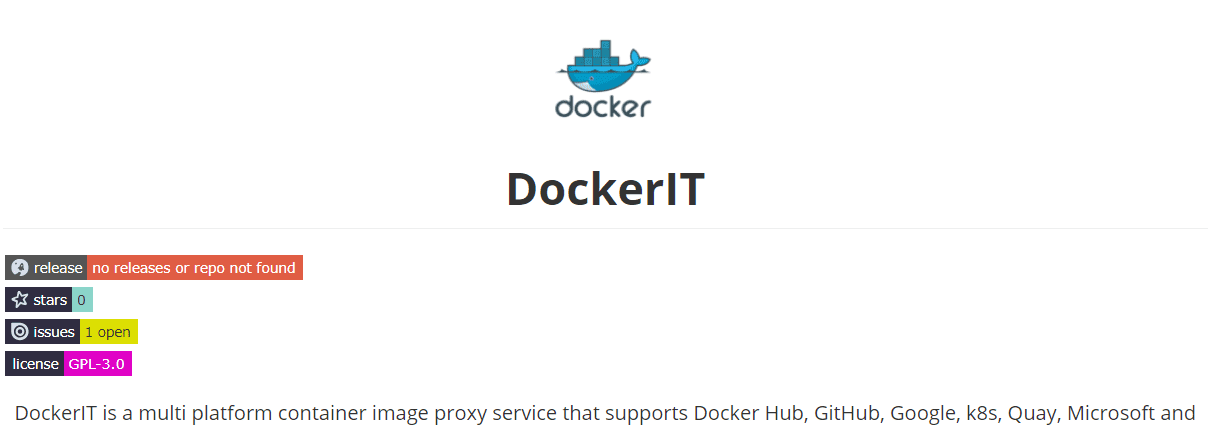 docker
DockerIT
release no releases or repo not found
stars 0
issues 1 open
license GPL-3.0
DockerIT is a multi platform container image proxy service that supports Docker Hub, GitHub, Google, k8s, Quay, Microsoft and